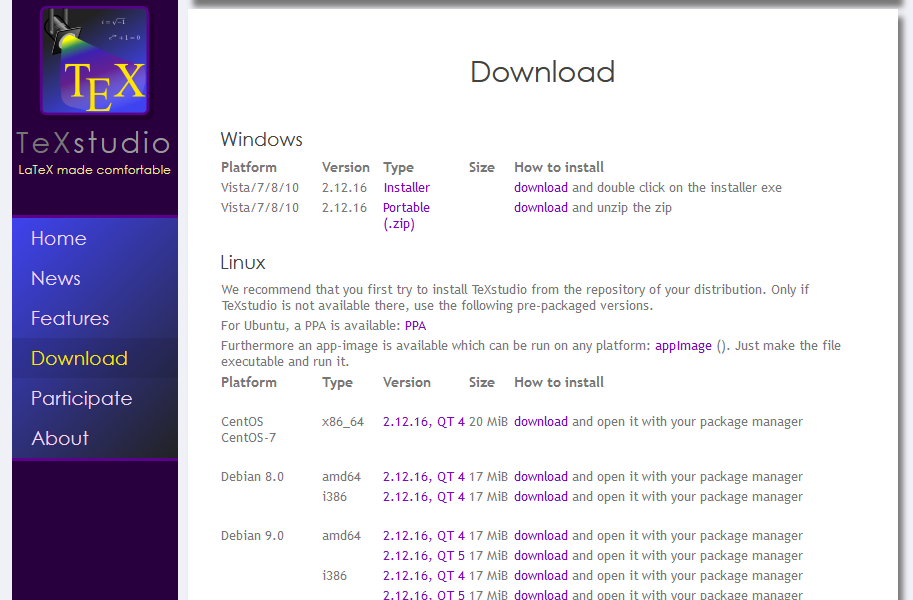 i = √-1
TEX
TeXstudio
LaTeX made comfortable
Home
News
Features
Download
Participate
About
Download
Windows
Platform Version Type Size How to install
Vista/7/8/10 2.12.16 Installer download and double click on the installer exe
Vista/7/8/10 2.12.16 Portable download and unzip the zip
(.zip)
Linux
We recommend that you first try to install TeXstudio from the repository of your distribution. Only if
TeXstudio is not available there, use the following pre-packaged versions.
For Ubuntu, a PPA is available: PPA
Furthermore an app-image is available which can be run on any platform: appImage (). Just make the file
executable and run it.
Platform Type Version Size How to install
CentOS x86_64 2.12.16, QT 4 20 MiB download and open it with your package manager
CentOS-7
Debian 8.0 amd64 2.12.16, QT 4 17 MiB download and open it with your package manager
i386 2.12.16, QT 4 17 MiB download and open it with your package manager
Debian 9.0 amd64 2.12.16, QT 4 17 MiB download and open it with your package manager
2.12.16, QT 5 17 MiB download and open it with your package manager
i386 2.12.16, QT 4 17 MiB download and open it with your package manager
2.12.16, QT 5 17 MiB download and open it with your package manager